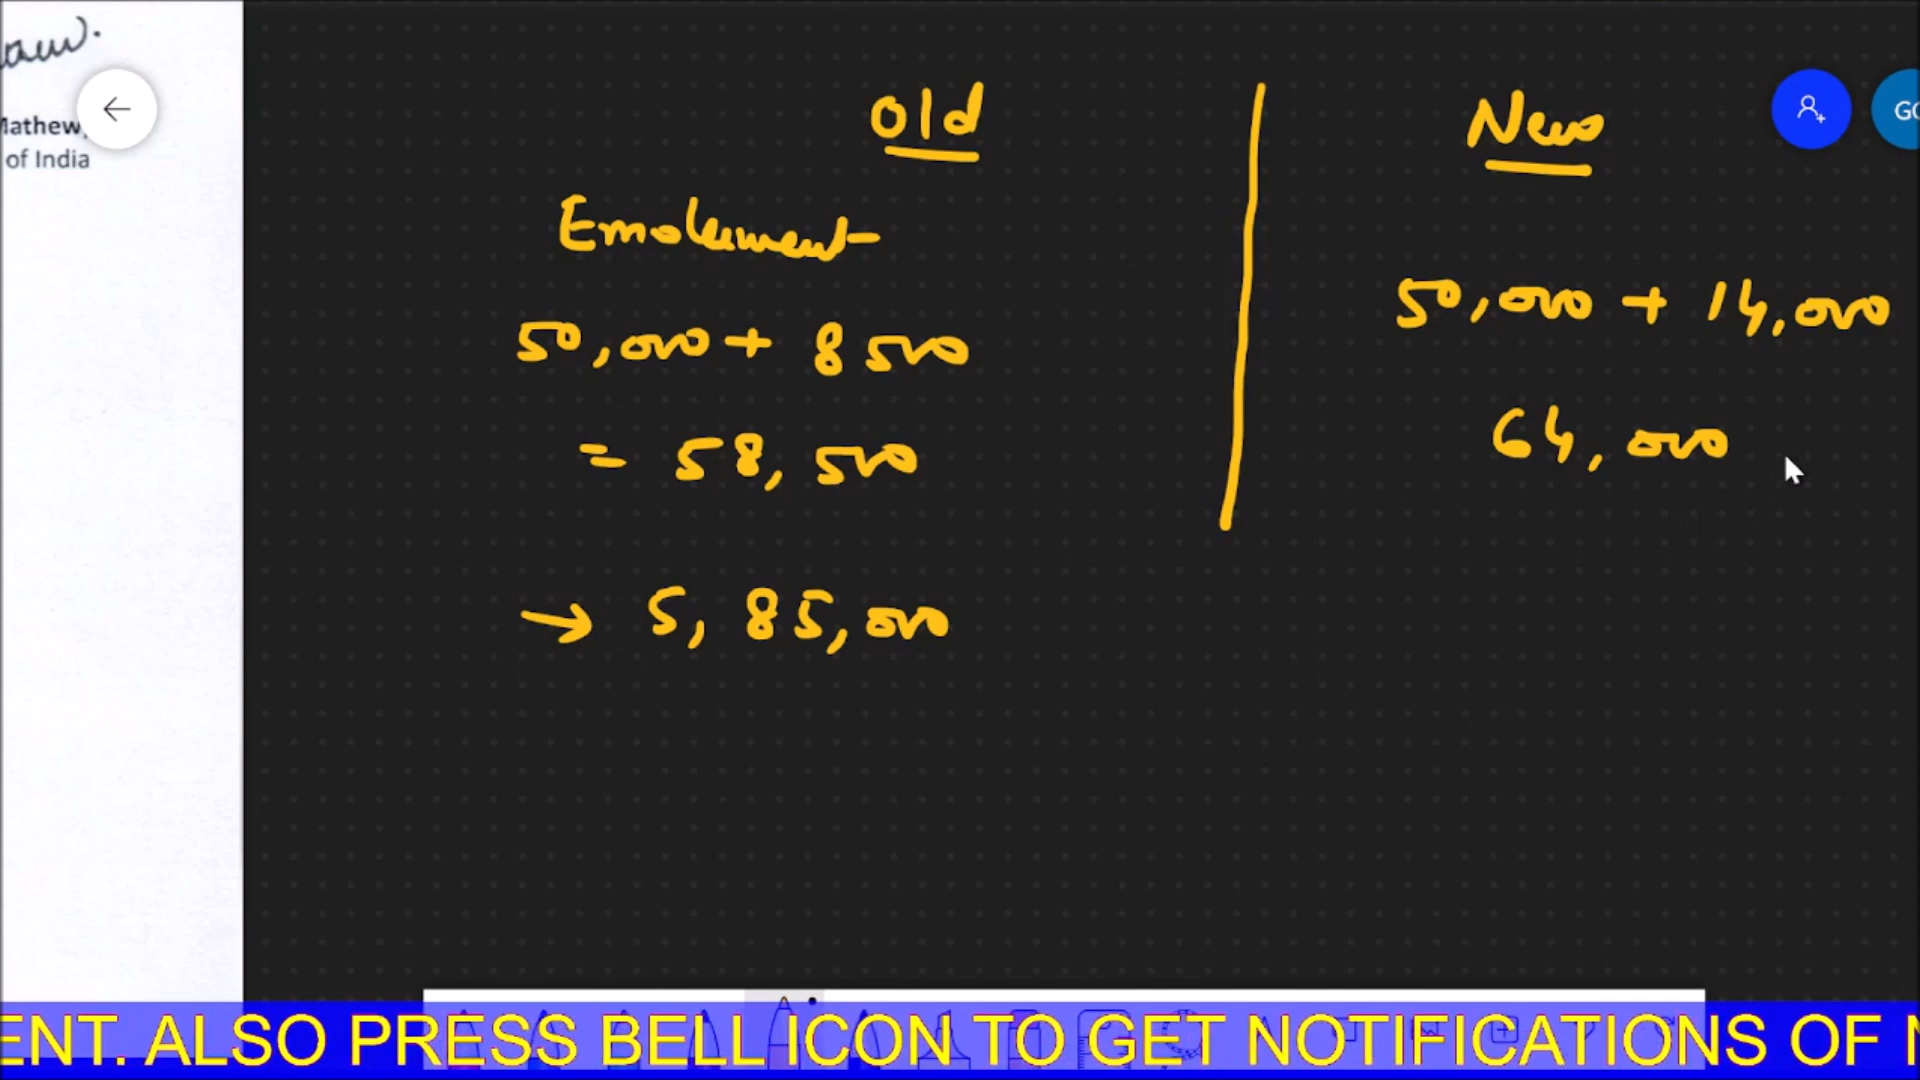 Mathew,
of India
Old
Emolument
50,000 + 8500
= 58,500
→ 5,85,000
New
50,000 + 14,000
64,000
GO
ENT. ALSO PRESS BELL ICON TO GET NOTIFICATIONS OF N